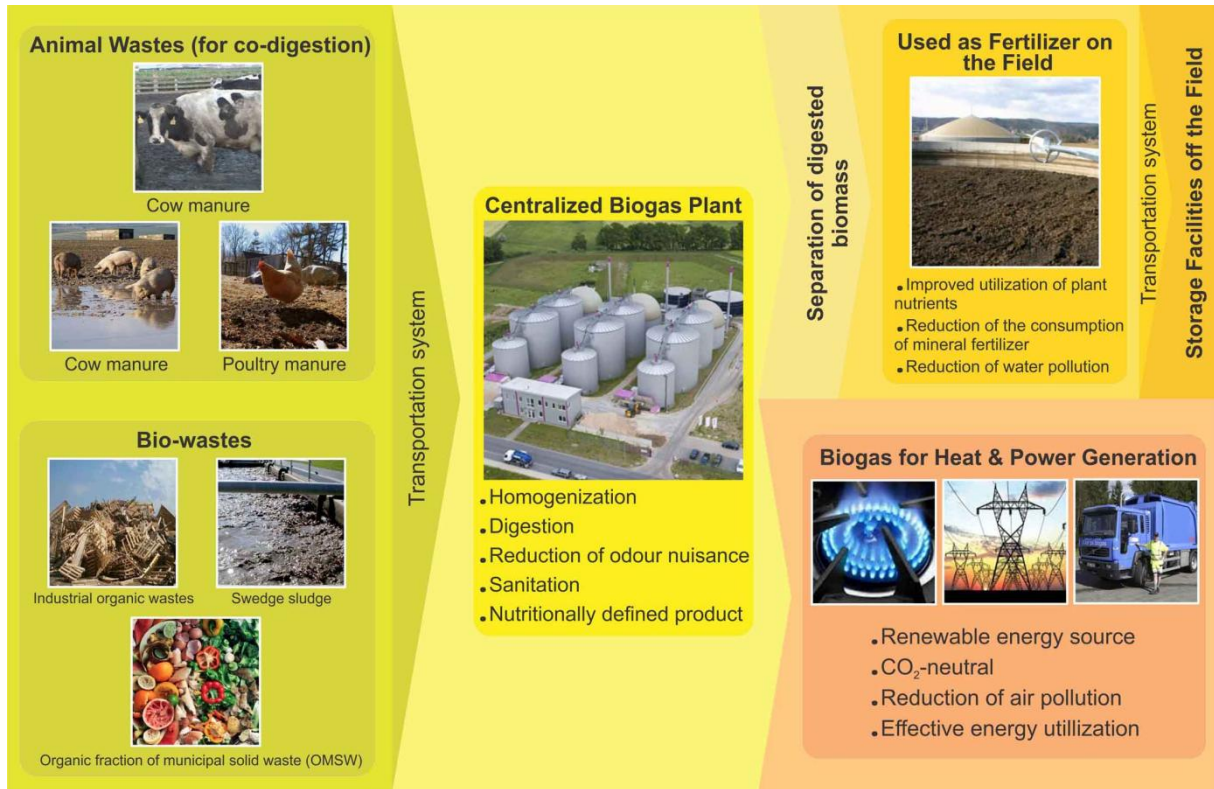 Animal Wastes (for co-digestion)
Cow manure
Cow manure
Poultry manure
Bio-wastes
Industrial organic wastes
Swedge sludge
Organic fraction of municipal solid waste (OMSW)
Transportation system
Centralized Biogas Plant
.Homogenization
.Digestion
.Reduction of odour nuisance
.Sanitation
.Nutritionally defined product
Separation of digested
biomass
Used as Fertilizer on
the Field
.Improved utilization of plant
nutrients
.Reduction of the consumption
of mineral fertilizer
.Reduction of water pollution
Transportation system
Storage Facilities off the Field
Biogas for Heat & Power Generation
.Renewable energy source
.CO₂-neutral
.Reduction of air pollution
.Effective energy utillization